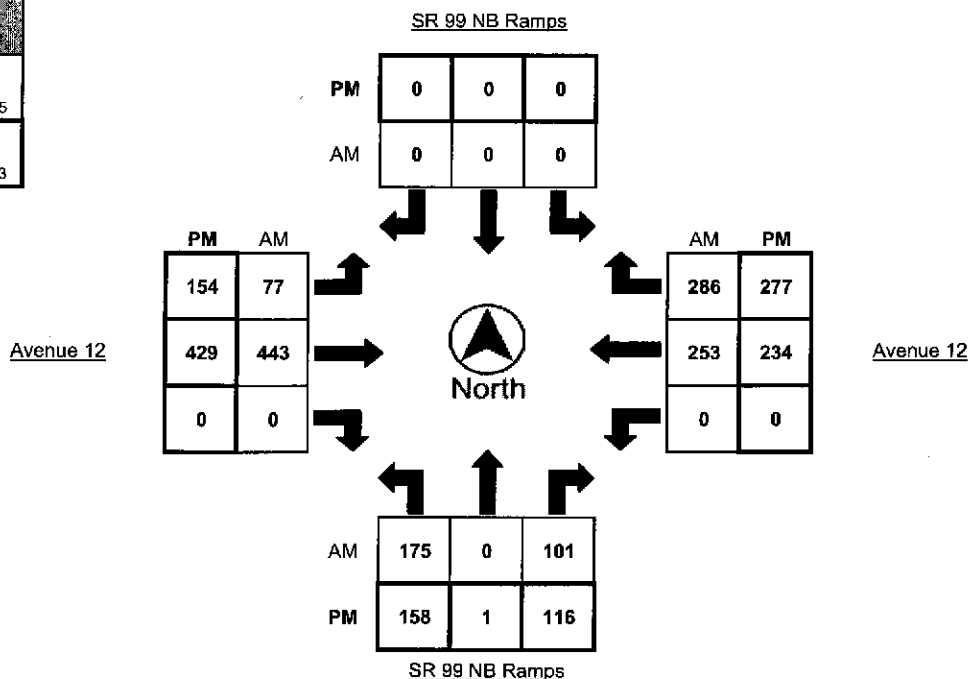 SR 99 NB Ramps
PM 0 0 0
5
AM 0 0 0
3
PM AM
AM PM
154 77
286 277
Avenue 12
429 443
253 234
Avenue 12
North
0 0
0 0
AM 175 0 101
PM 158 1 116
SR 99 NB Ramps